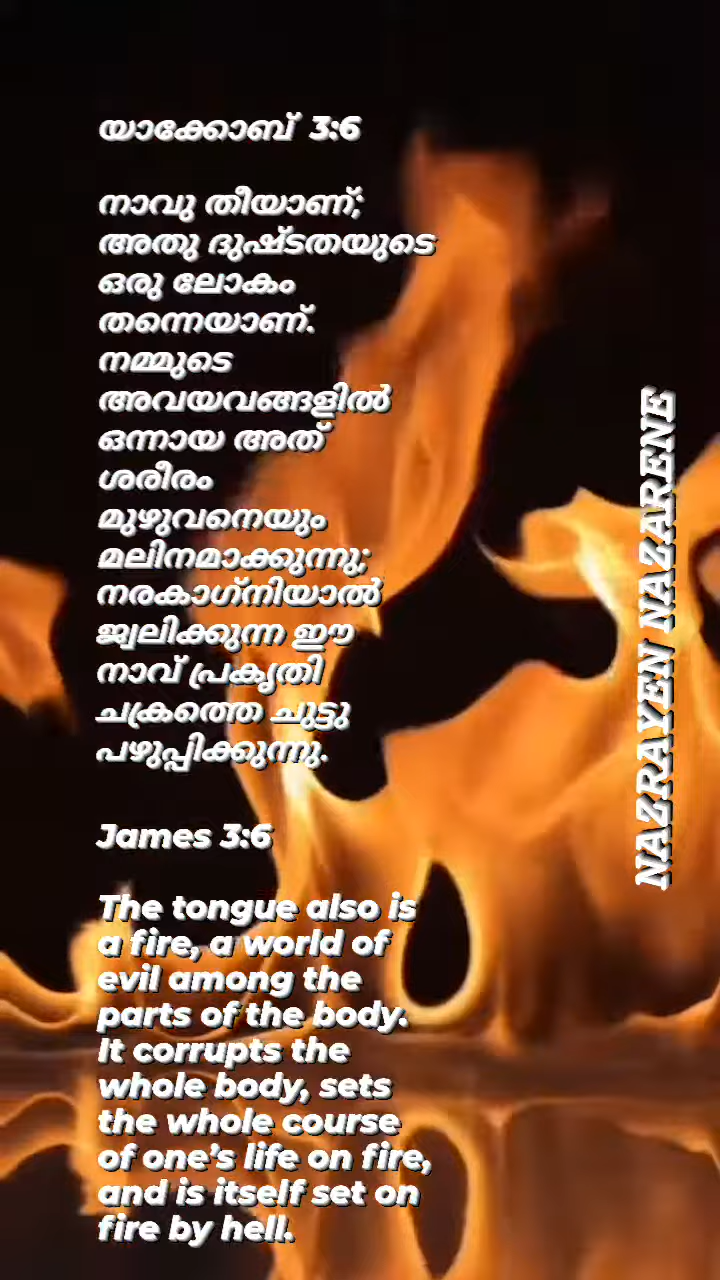 യാക്കോബ് 3:6
നാവു തീയാണ്;
അതു ദുഷ്ടതയുടെ
ഒരു ലോകം
തന്നെയാണ്.
നമ്മുടെ
അവയവങ്ങളിൽ
ഒന്നായ അത്
ശരീരം
മുഴുവനെയും
മലിനമാക്കുന്നു;
നരകാഗ്നിയാൽ
ജ്വലിക്കുന്ന ഈ
നാവ് പ്രകൃതി
ചക്രത്തെ ചുട്ടു
പഴുപ്പിക്കുന്നു.
James 3:6
The tongue also is
a fire, a world of
evil among the
parts of the body.
It corrupts the
whole body, sets
the whole course
of one’s life on fire,
and is itself set on
fire by hell.
NAZRAYEN NAZARENE